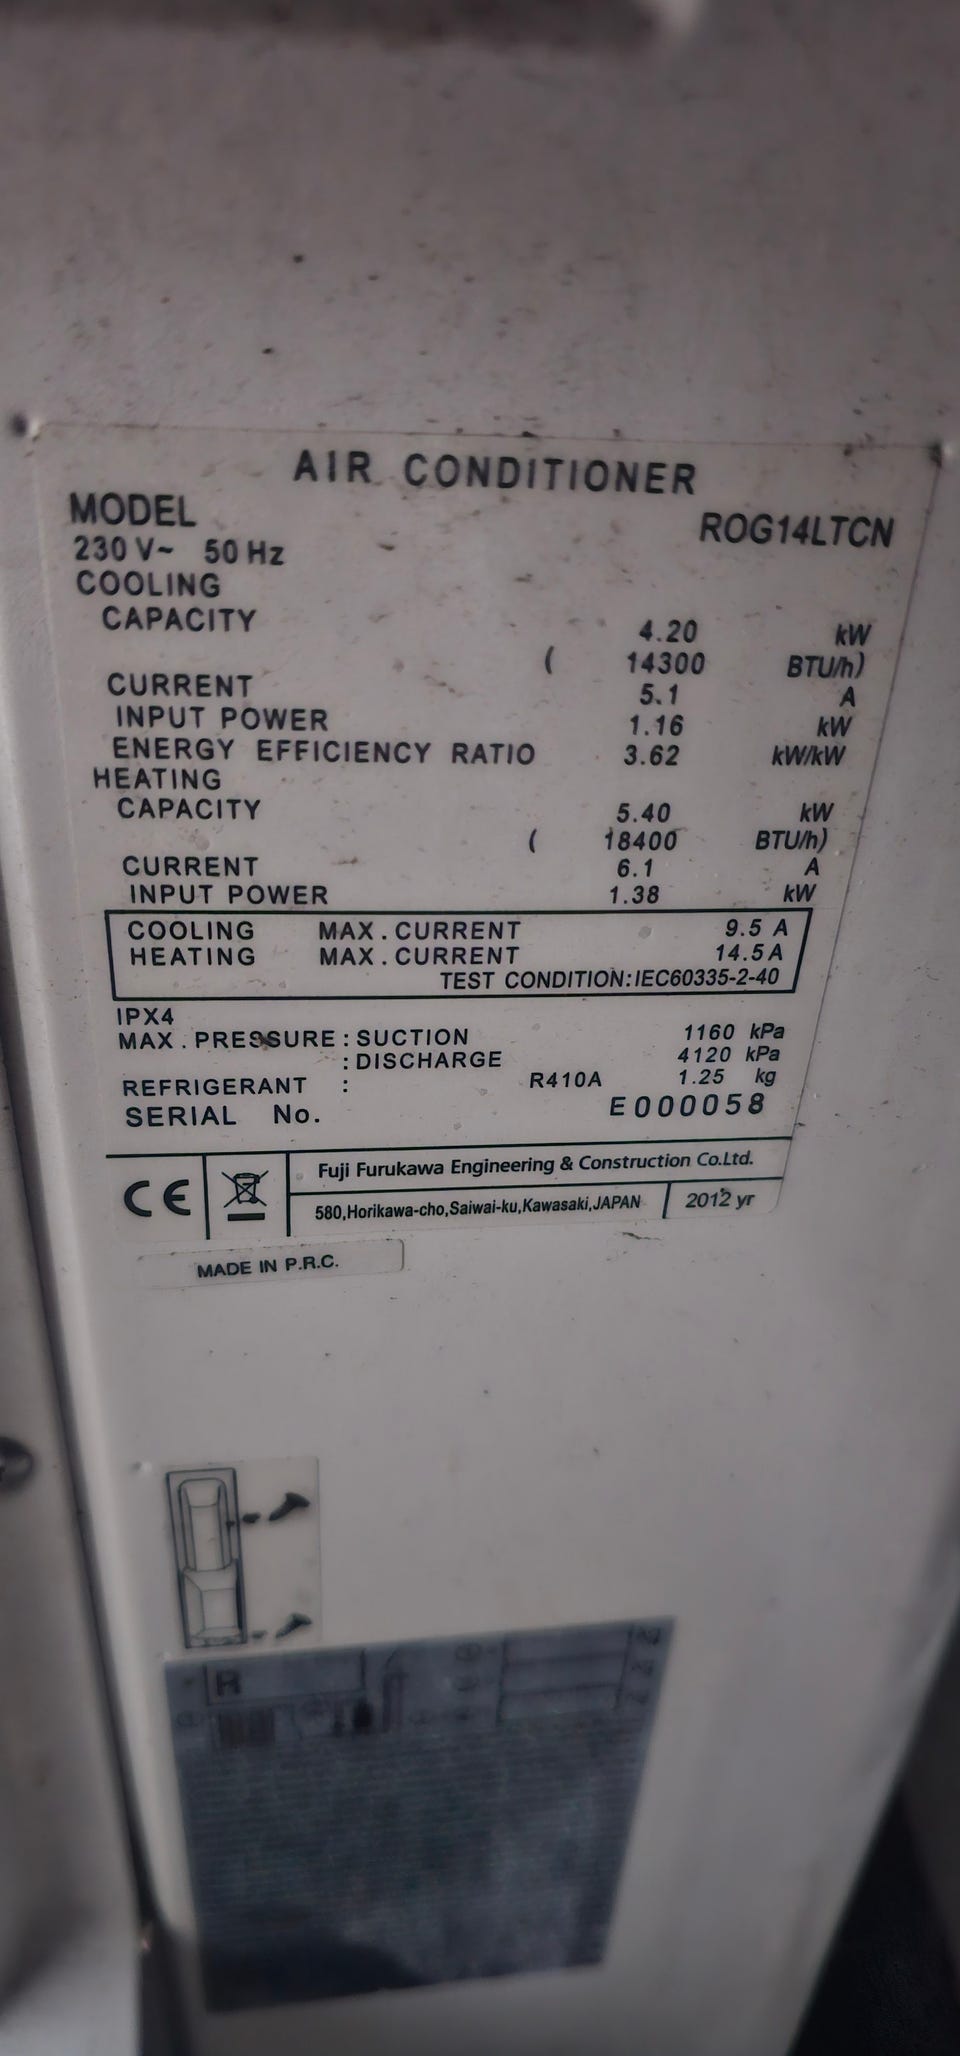 AIR CONDITIONER
MODEL ROG14LTCN
230 V~ 50 Hz
COOLING
CAPACITY 4.20 kW
( 14300 BTU/h)
CURRENT 5.1 A
INPUT POWER 1.16 kW
ENERGY EFFICIENCY RATIO 3.62 kW/kW
HEATING
CAPACITY 5.40 kW
( 18400 BTU/h)
CURRENT 6.1 A
INPUT POWER 1.38 kW
COOLING MAX.CURRENT 9.5 A
HEATING MAX.CURRENT 14.5 A
TEST CONDITION:IEC60335-2-40
IPX4
MAX.PRESSURE:SUCTION 1160 kPa
:DISCHARGE 4120 kPa
REFRIGERANT : R410A 1.25 kg
SERIAL No. E000058
CE
Fuji Furukawa Engineering & Construction Co.Ltd.
580,Horikawa-cho,Saiwai-ku,Kawasaki,JAPAN 2012 yr
MADE IN P.R.C.
R